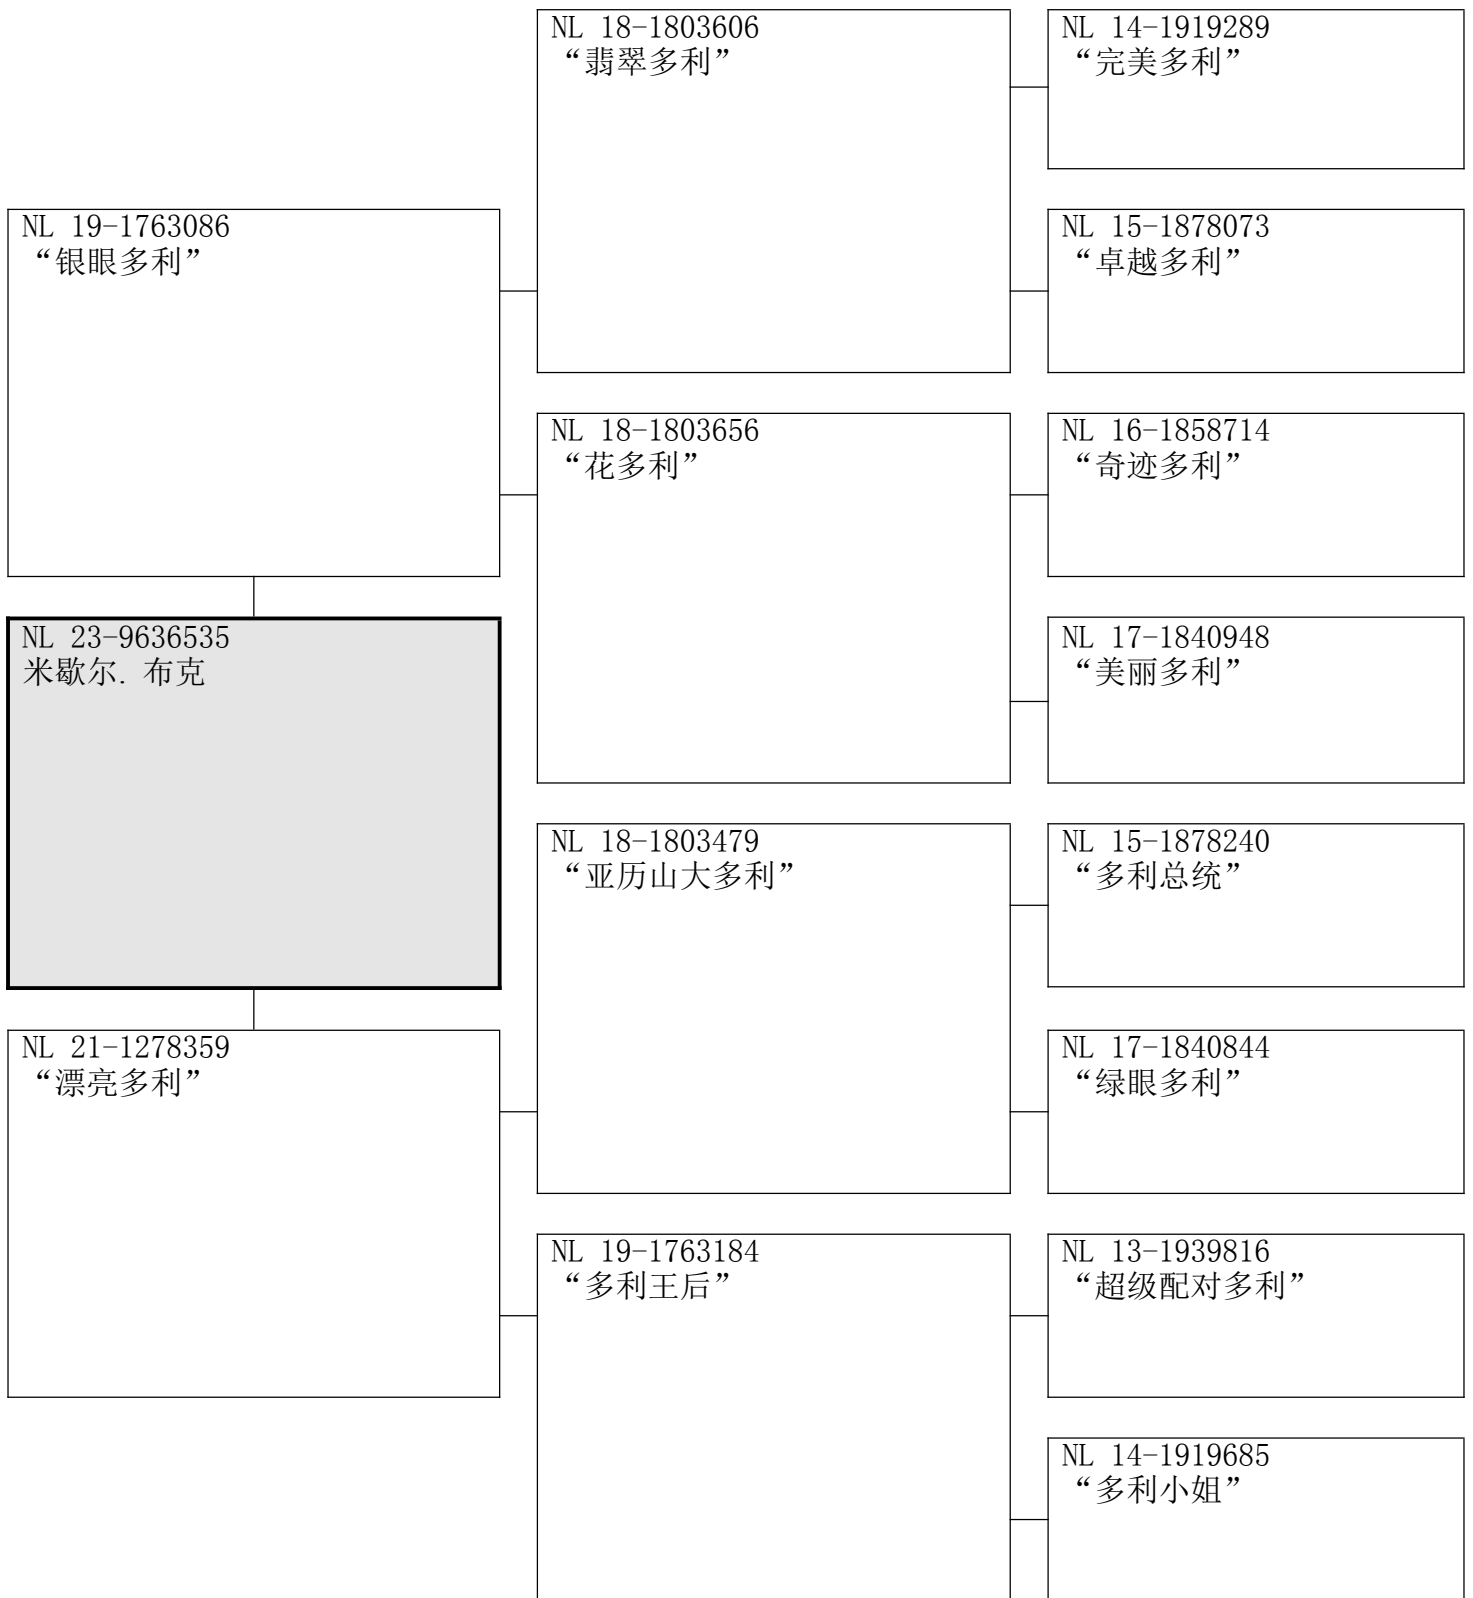 NL 18-1803606
“翡翠多利”
NL 14-1919289
“完美多利”
NL 19-1763086
“银眼多利”
NL 15-1878073
“卓越多利”
NL 18-1803656
“花多利”
NL 16-1858714
“奇迹多利”
NL 23-9636535
米歇尔. 布克
NL 17-1840948
“美丽多利”
NL 18-1803479
“亚历山大多利”
NL 15-1878240
“多利总统”
NL 21-1278359
“漂亮多利”
NL 17-1840844
“绿眼多利”
NL 19-1763184
“多利王后”
NL 13-1939816
“超级配对多利”
NL 14-1919685
“多利小姐”